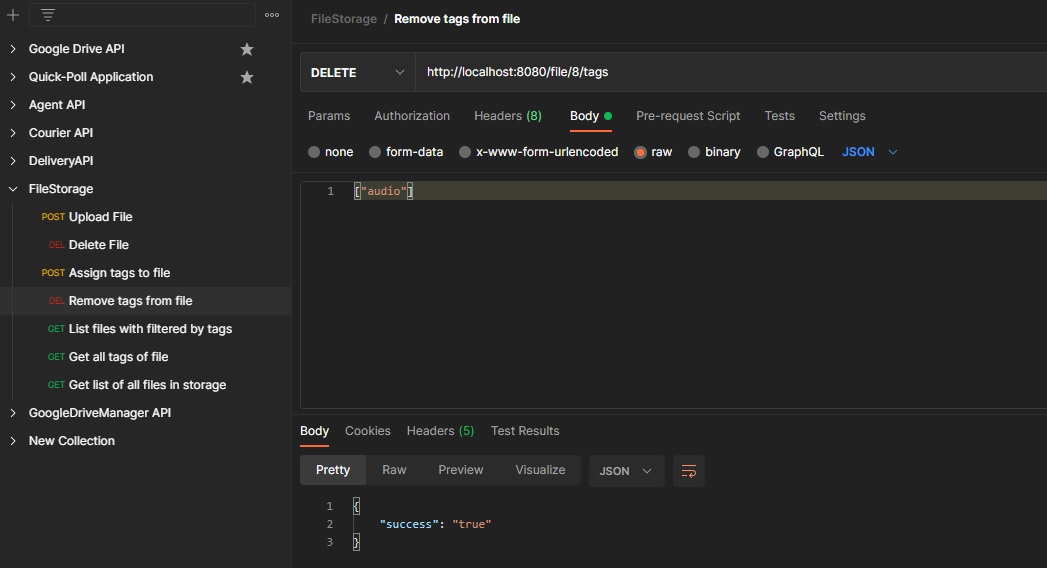 FileStorage / Remove tags from file
Google Drive API
Quick-Poll Application
Agent API
Courier API
DeliveryAPI
FileStorage
POST Upload File
DEL Delete File
POST Assign tags to file
DEL Remove tags from file
GET List files with filtered by tags
GET Get all tags of file
GET Get list of all files in storage
GoogleDriveManager API
New Collection
DELETE http://localhost:8080/file/8/tags
Params Authorization Headers (8) Body Pre-request Script Tests Settings
none form-data x-www-form-urlencoded raw binary GraphQL JSON
1 ["audio"]
Body Cookies Headers (5) Test Results
Pretty Raw Preview Visualize JSON
1 {
2 "success": "true"
3 }